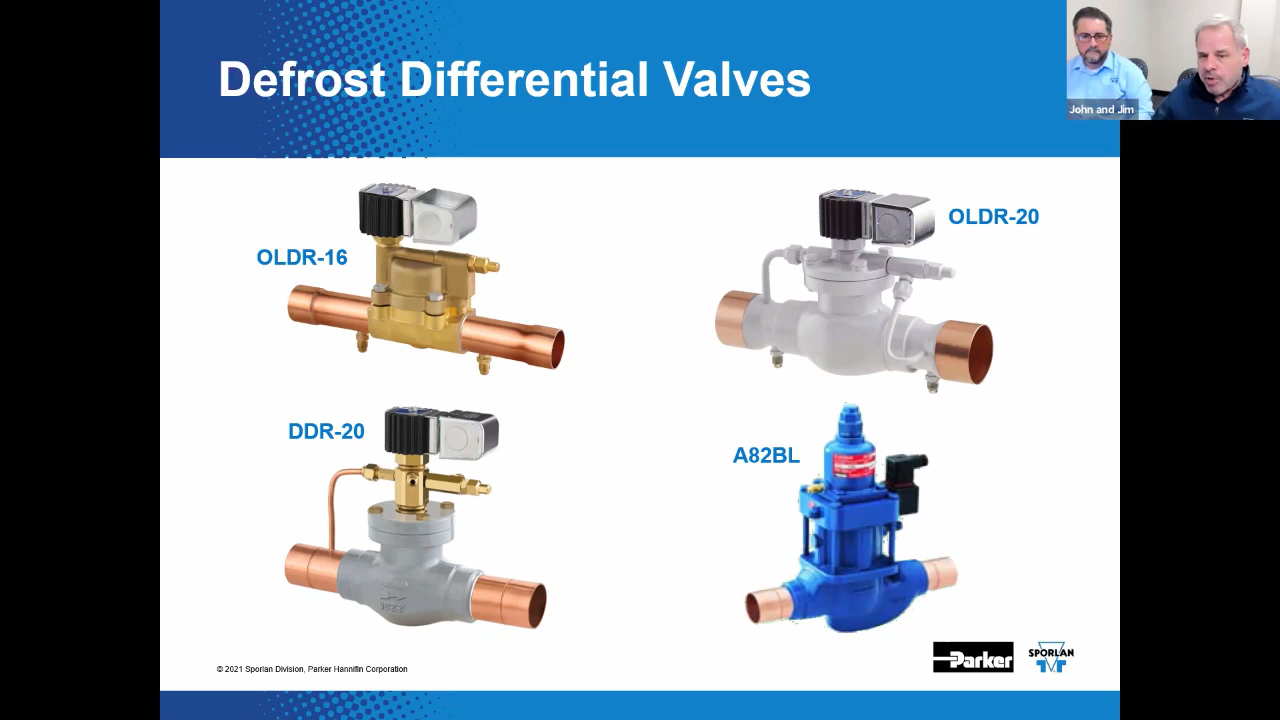 Defrost Differential Valves
John and Jim
OLDR-16
OLDR-20
DDR-20
A82BL
© 2021 Sporlan Division, Parker Hannifin Corporation
Parker
SPORLAN